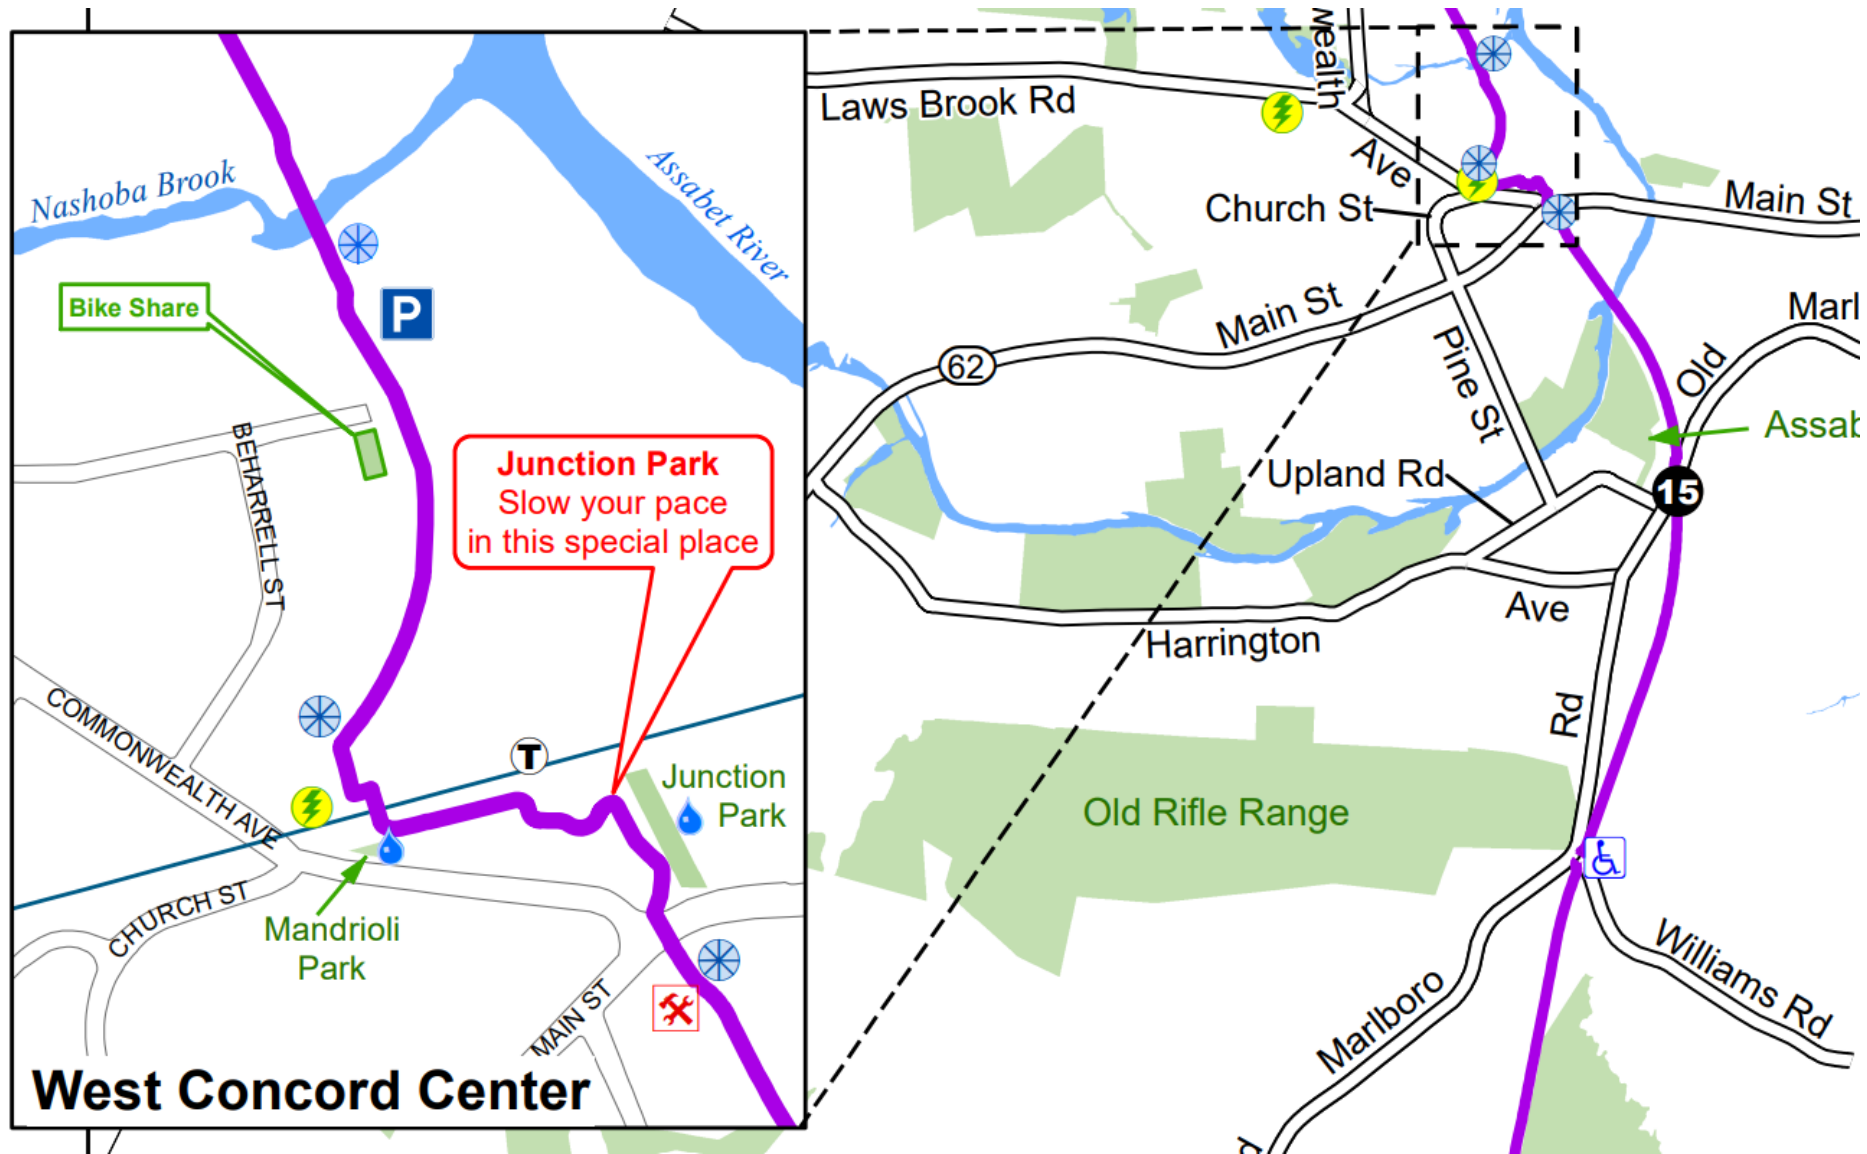 Nashoba Brook
Assabet River
Bike Share
P
BEHARRELL ST
Junction Park
Slow your pace
in this special place
COMMONWEALTH AVE
T
Junction
Park
CHURCH ST
Mandrioli
Park
MAIN ST
West Concord Center
wealth
Laws Brook Rd
Ave
Church St
Main St
Main St
62
Pine St
Marl
Old
Assab
Upland Rd
15
Ave
Harrington
Rd
Old Rifle Range
Williams Rd
Marlboro
d